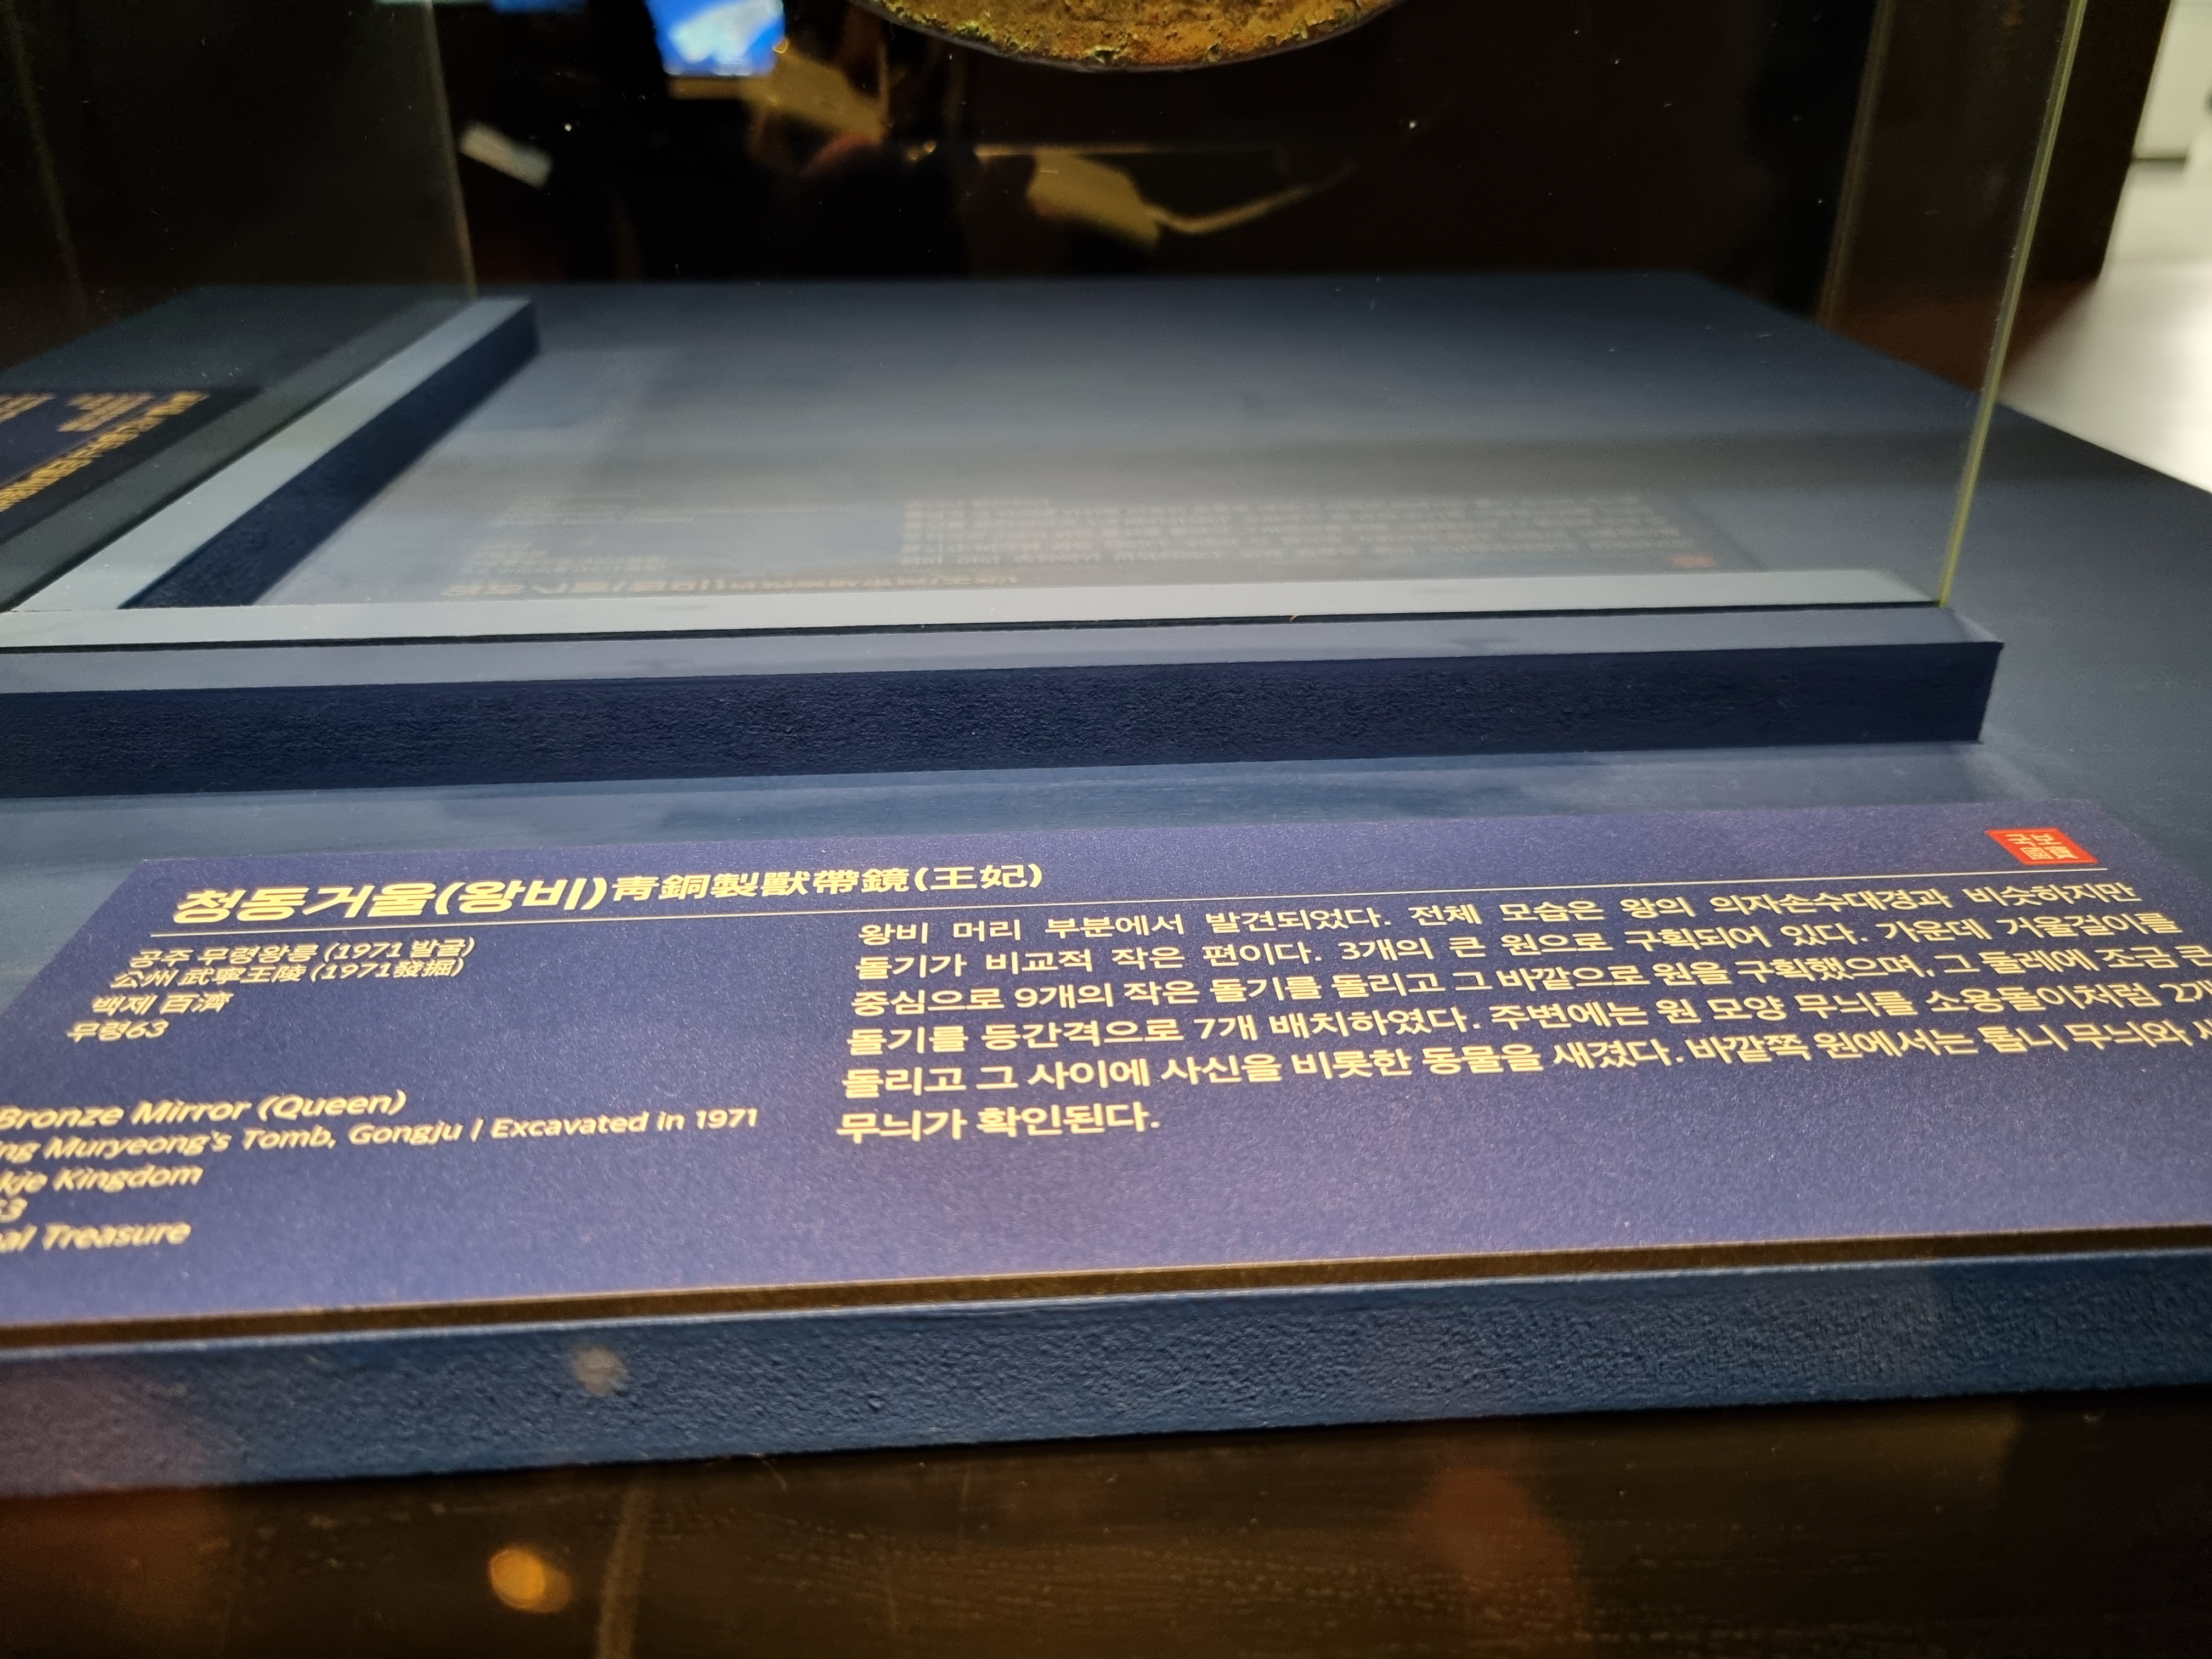 청동거울(왕비)靑銅製獸帶鏡(王妃)
국보
國寶
공주 무령왕릉 (1971 발굴)
公州 武寧王陵 (1971發掘)
백제 百濟
무령63
Bronze Mirror (Queen)
Muryeong's Tomb, Gongju | Excavated in 1971
Kingdom
Treasure
왕비 머리 부분에서 발견되었다. 전체 모습은 왕의 의자손수대경과 비슷하지만
돌기가 비교적 작은 편이다. 3개의 큰 원으로 구획되어 있다. 가운데 거울걸이를
중심으로 9개의 작은 돌기를 돌리고 그 바깥으로 원을 구획했으며, 그 둘레에 조금 큰
돌기를 등간격으로 7개 배치하였다. 주변에는 원 모양 무늬를 소용돌이처럼 2개
돌리고 그 사이에 사신을 비롯한 동물을 새겼다. 바깥쪽 원에서는 톱니 무늬와
무늬가 확인된다.